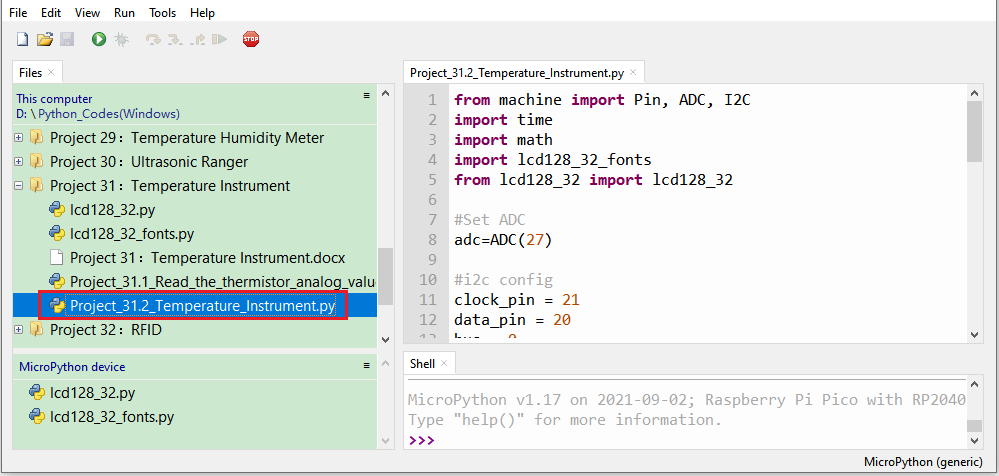 File Edit View Run Tools Help
STOP
Files ×
This computer
D: \ Python_Codes(Windows)
Project 29：Temperature Humidity Meter
Project 30：Ultrasonic Ranger
Project 31：Temperature Instrument
lcd128_32.py
lcd128_32_fonts.py
Project 31：Temperature Instrument.docx
Project_31.1_Read_the_thermistor_analog_valu
Project_31.2_Temperature_Instrument.py
Project 32：RFID
MicroPython device
lcd128_32.py
lcd128_32_fonts.py
Project_31.2_Temperature_Instrument.py ×
1 from machine import Pin, ADC, I2C
2 import time
3 import math
4 import lcd128_32_fonts
5 from lcd128_32 import lcd128_32
6
7 #Set ADC
8 adc=ADC(27)
9
10 #i2c config
11 clock_pin = 21
12 data_pin = 20
13 bus = 0
Shell ×
MicroPython v1.17 on 2021-09-02; Raspberry Pi Pico with RP2040
Type "help()" for more information.
>>>
MicroPython (generic)